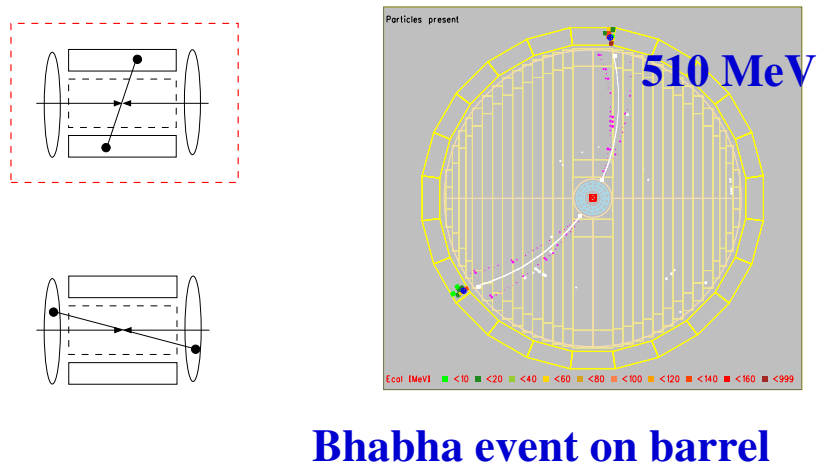 Particles present
510 MeV
Ecal [MeV] <10 <20 <40 <60 <80 <100 <120 <140 <160 <999
Bhabha event on barrel